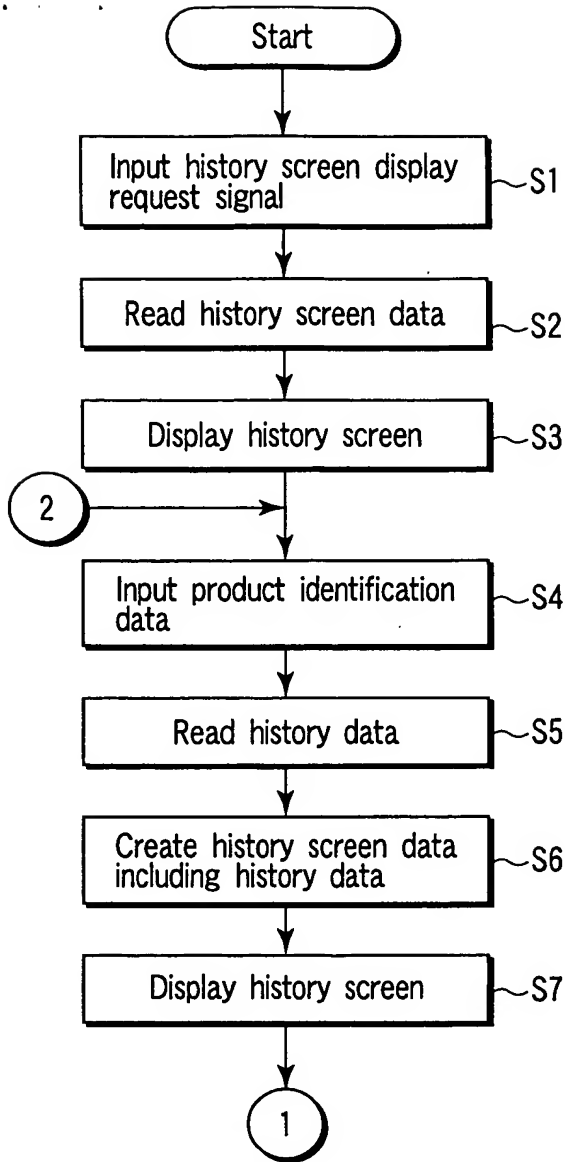 Start
Input history screen display
request signal
S1
Read history screen data
S2
Display history screen
S3
2
Input product identification
data
S4
Read history data
S5
Create history screen data
including history data
S6
Display history screen
S7
1